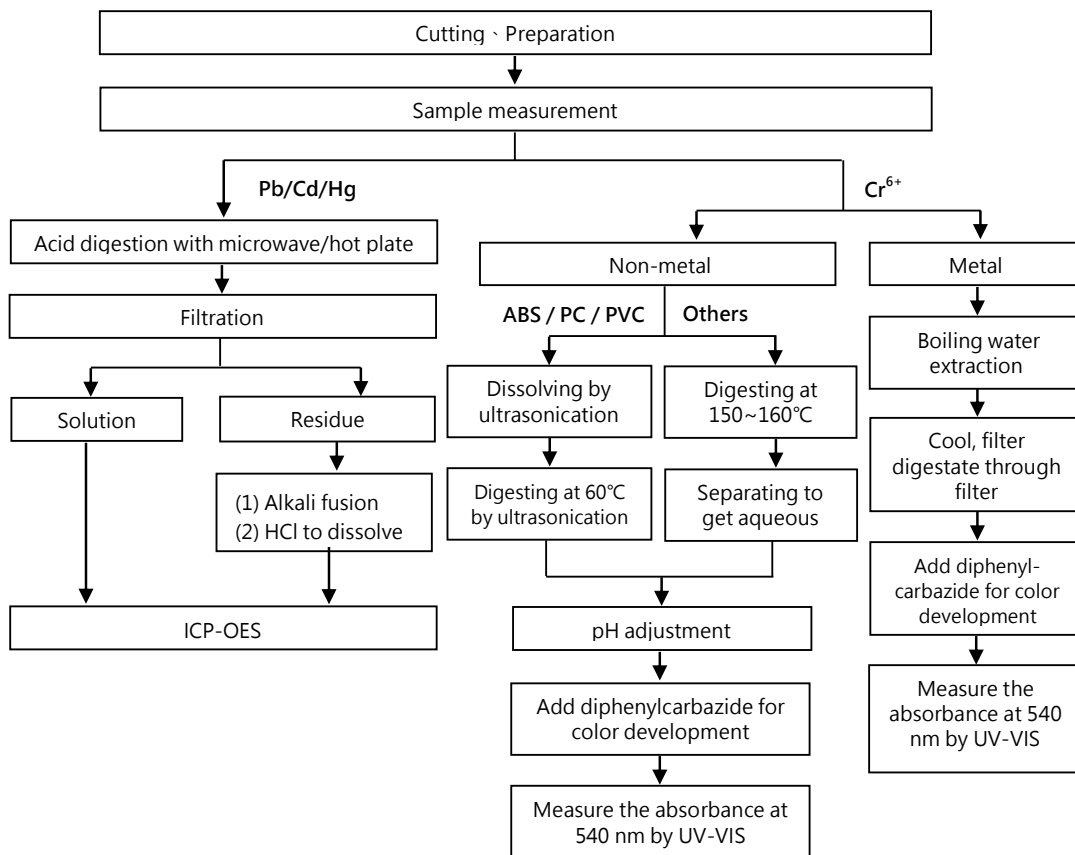 Cutting、Preparation
Sample measurement
Pb/Cd/Hg
Cr⁶⁺
Acid digestion with microwave/hot plate
Non-metal
Metal
Filtration
ABS / PC / PVC
Others
Boiling water
extraction
Solution
Residue
Dissolving by
ultrasonication
Digesting at
150~160℃
Cool, filter
digestate through
filter
(1) Alkali fusion
(2) HCl to dissolve
Digesting at 60℃
by ultrasonication
Separating to
get aqueous
Add diphenyl-
carbazide for color
development
ICP-OES
pH adjustment
Measure the
absorbance at 540
nm by UV-VIS
Add diphenylcarbazide for
color development
Measure the absorbance at
540 nm by UV-VIS